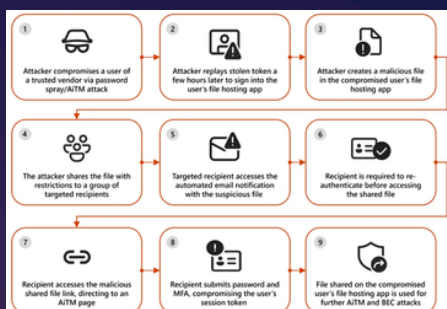 1
Attacker compromises a user of
a trusted vendor via password
spray/AiTM attack
2
Attacker replays stolen token a
few hours later to sign into the
user's file hosting app
3
Attacker creates a malicious file
in the compromised user's file
hosting app
4
The attacker shares the file with
restrictions to a group of
targeted recipients
5
Targeted recipient accesses the
automated email notification
with the suspicious file
6
Recipient is required to re-
authenticate before accessing
the shared file
7
Recipient accesses the malicious
shared file link, directing to an
AiTM page
8
Recipient submits password and
MFA, compromising the user's
session token
9
File shared on the compromised
user's file hosting app is used for
further AiTM and BEC attacks